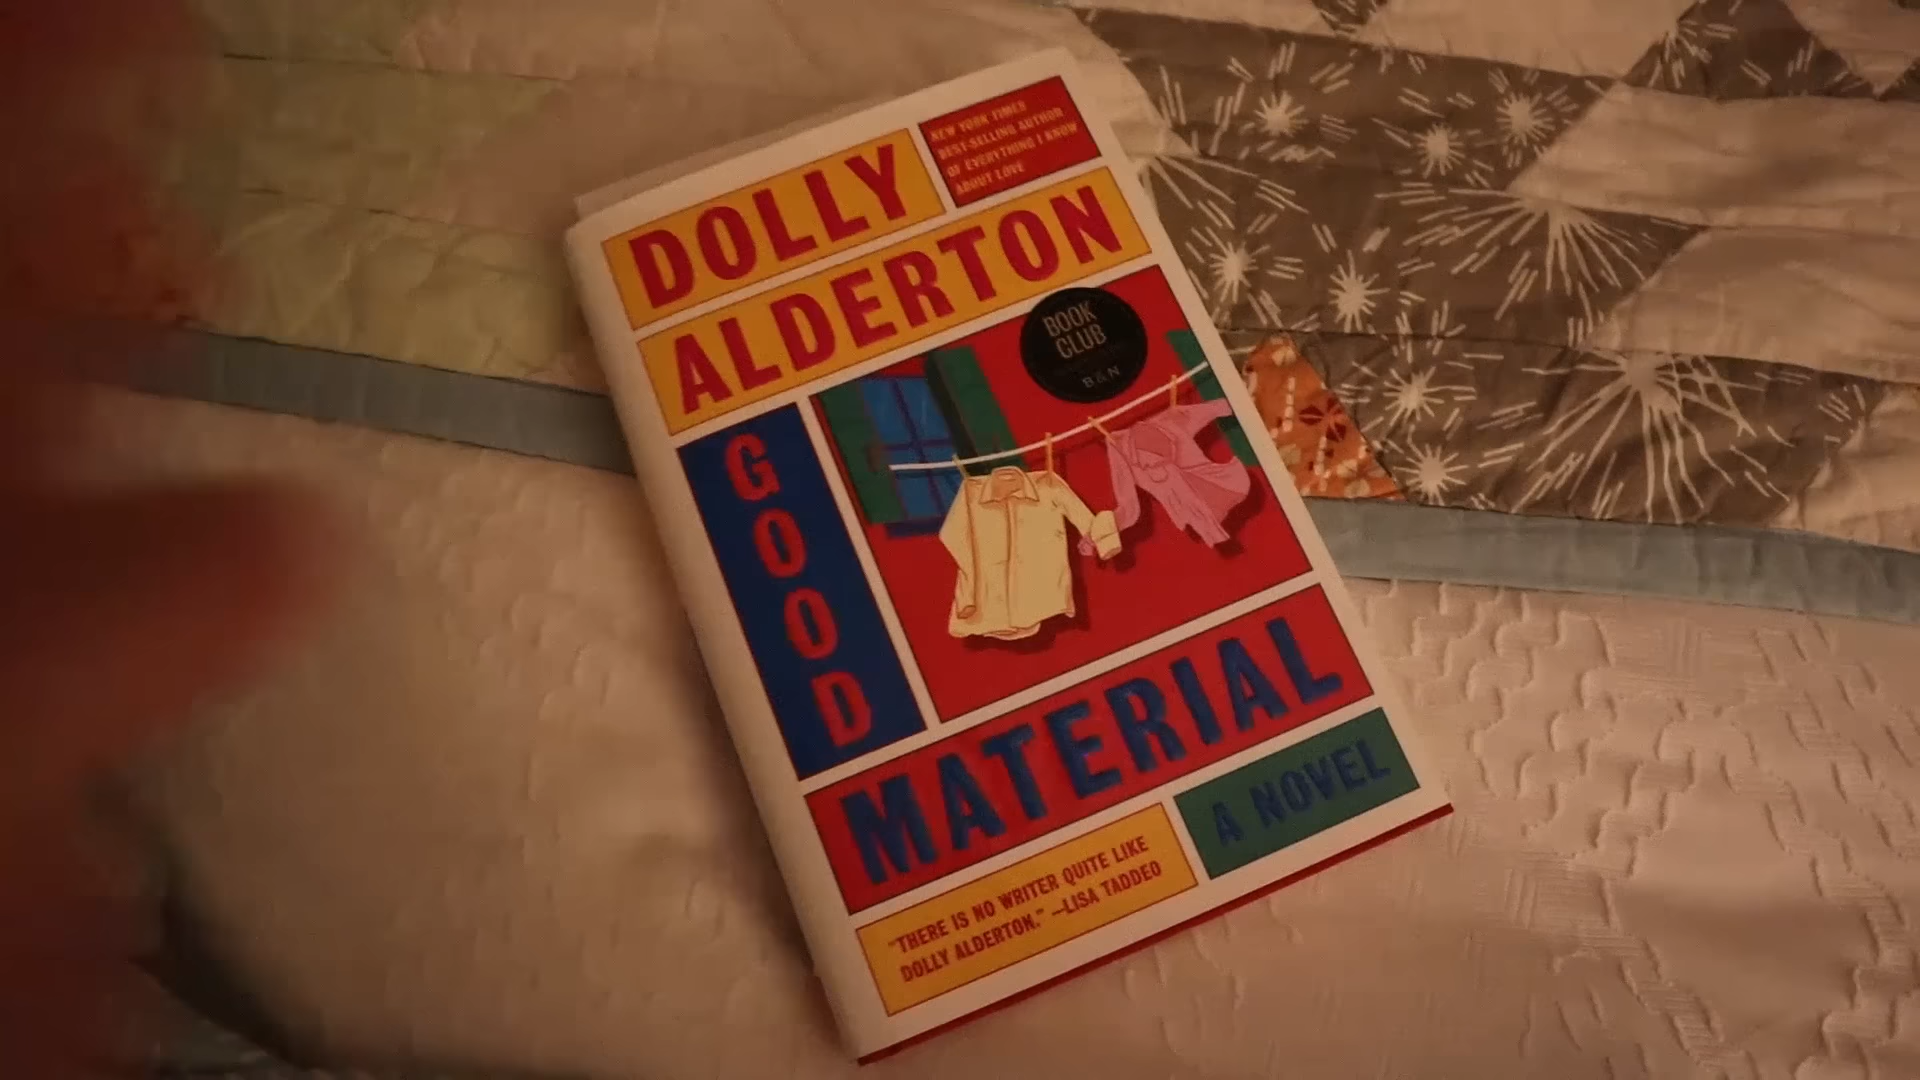 DOLLY
NEW YORK TIMES
BEST-SELLING AUTHOR
OF EVERYTHING I KNOW
ABOUT LOVE
ALDERTON
BOOK
CLUB
B&N
GOOD
MATERIAL
A NOVEL
"THERE IS NO WRITER QUITE LIKE
DOLLY ALDERTON." —LISA TADDEO